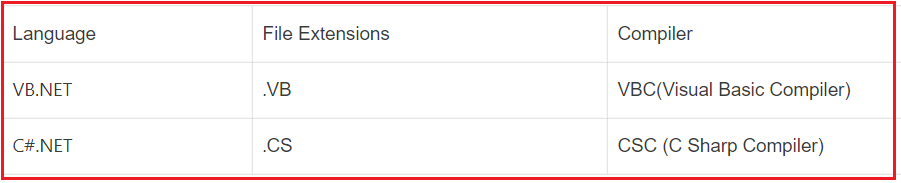 Language File Extensions Compiler
VB.NET .VB VBC(Visual Basic Compiler)
C#.NET .CS CSC (C Sharp Compiler)